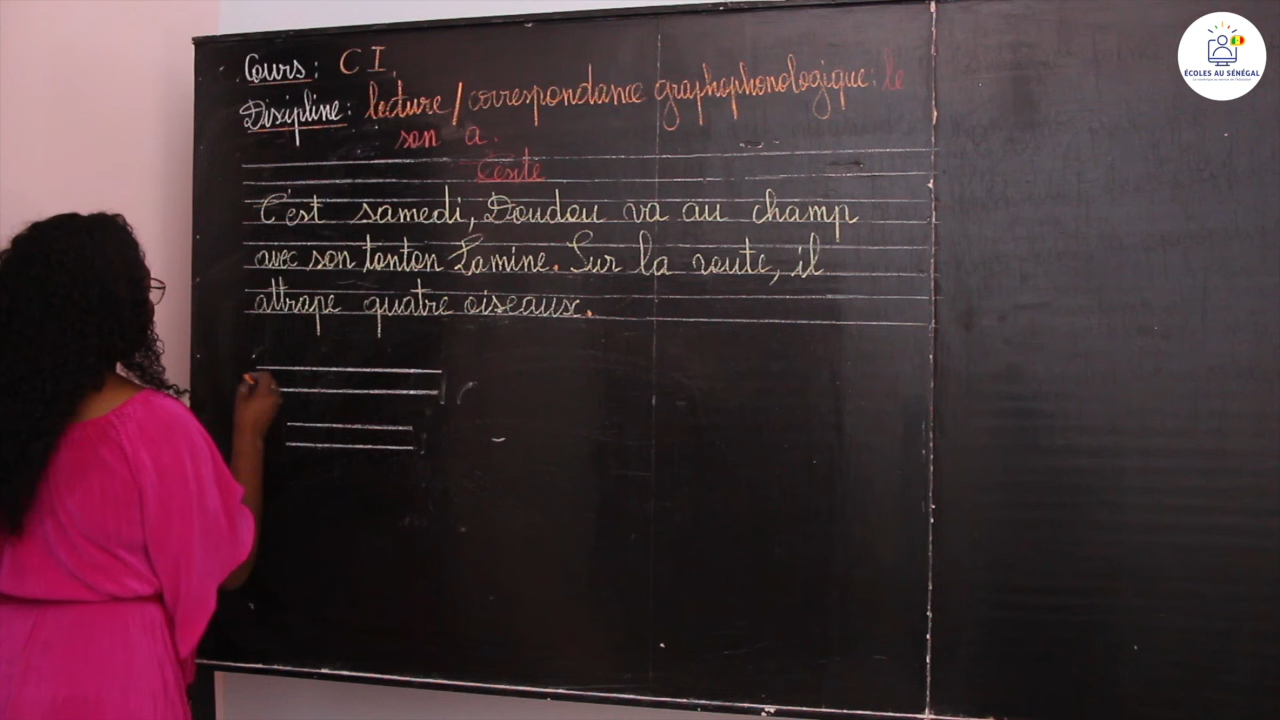 Cours: CI.
Discipline: lecture/correspondance graphophonologique: le
son a.
C'est samedi, Doudou va au champ
avec son tonton Lamine. Sur la route, il
attrape quatre oiseaux.
ÉCOLES AU SÉNÉGAL